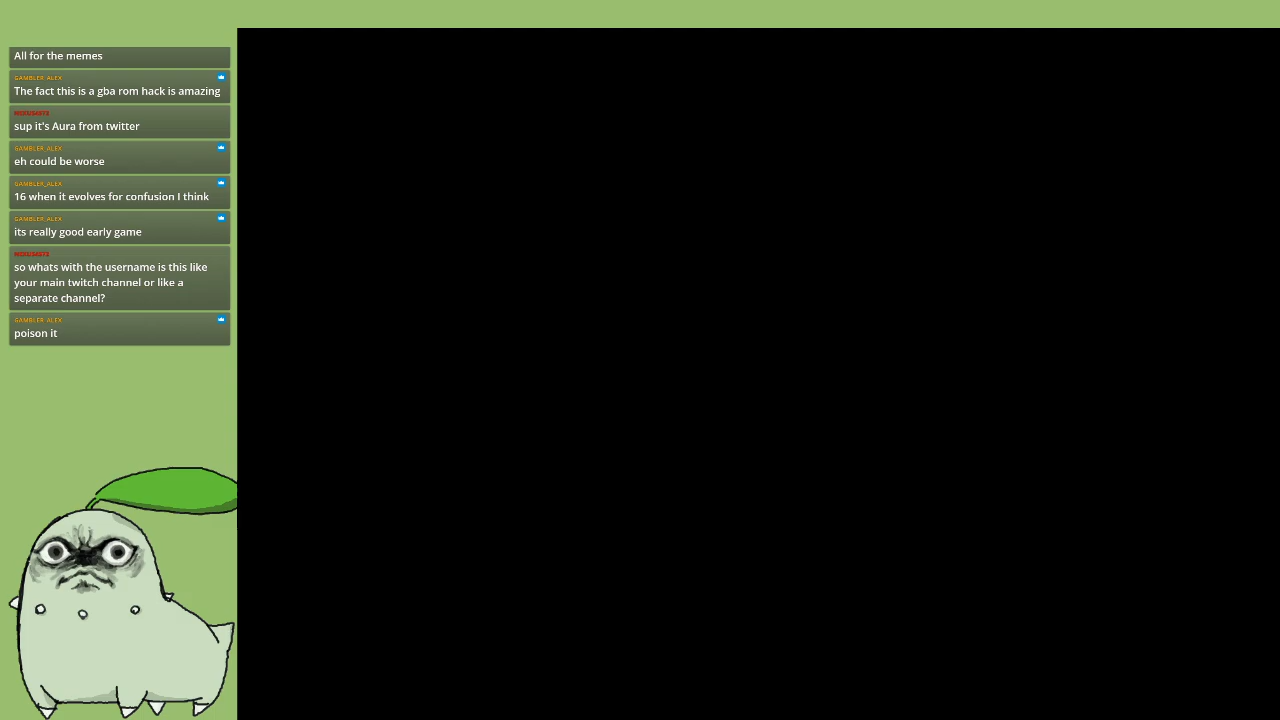 All for the memes
GAMBLER_ALEX
The fact this is a gba rom hack is amazing
sup it's Aura from twitter
GAMBLER_ALEX
eh could be worse
GAMBLER_ALEX
16 when it evolves for confusion I think
GAMBLER_ALEX
its really good early game
so whats with the username is this like
your main twitch channel or like a
separate channel?
GAMBLER_ALEX
poison it